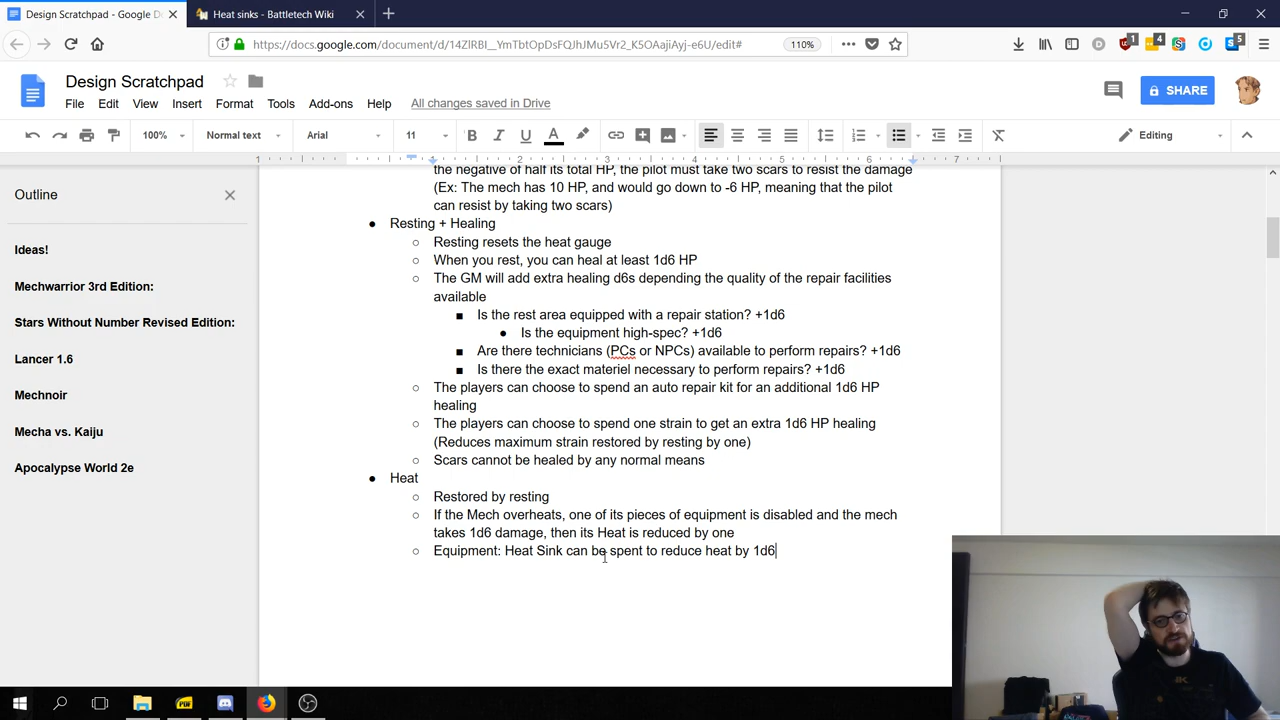 Design Scratchpad - Google D
Heat sinks - Battletech Wiki
110%
Design Scratchpad
File Edit View Insert Format Tools Add-ons Help All changes saved in Drive
SHARE
100% Normal text Arial 11 Editing
1 1 2 3 4 5 6 7
the negative of half its total HP, the pilot must take two scars to resist the damage
Outline
(Ex: The mech has 10 HP, and would go down to -6 HP, meaning that the pilot
can resist by taking two scars)
Ideas!
Mechwarrior 3rd Edition:
Stars Without Number Revised Edition:
Lancer 1.6
Mechnoir
Mecha vs. Kaiju
Apocalypse World 2e
● Resting + Healing
○ Resting resets the heat gauge
○ When you rest, you can heal at least 1d6 HP
○ The GM will add extra healing d6s depending the quality of the repair facilities
available
■ Is the rest area equipped with a repair station? +1d6
● Is the equipment high-spec? +1d6
■ Are there technicians (PCs or NPCs) available to perform repairs? +1d6
■ Is there the exact materiel necessary to perform repairs? +1d6
○ The players can choose to spend an auto repair kit for an additional 1d6 HP
healing
○ The players can choose to spend one strain to get an extra 1d6 HP healing
(Reduces maximum strain restored by resting by one)
○ Scars cannot be healed by any normal means
● Heat
○ Restored by resting
○ If the Mech overheats, one of its pieces of equipment is disabled and the mech
takes 1d6 damage, then its Heat is reduced by one
○ Equipment: Heat Sink can be spent to reduce heat by 1d6